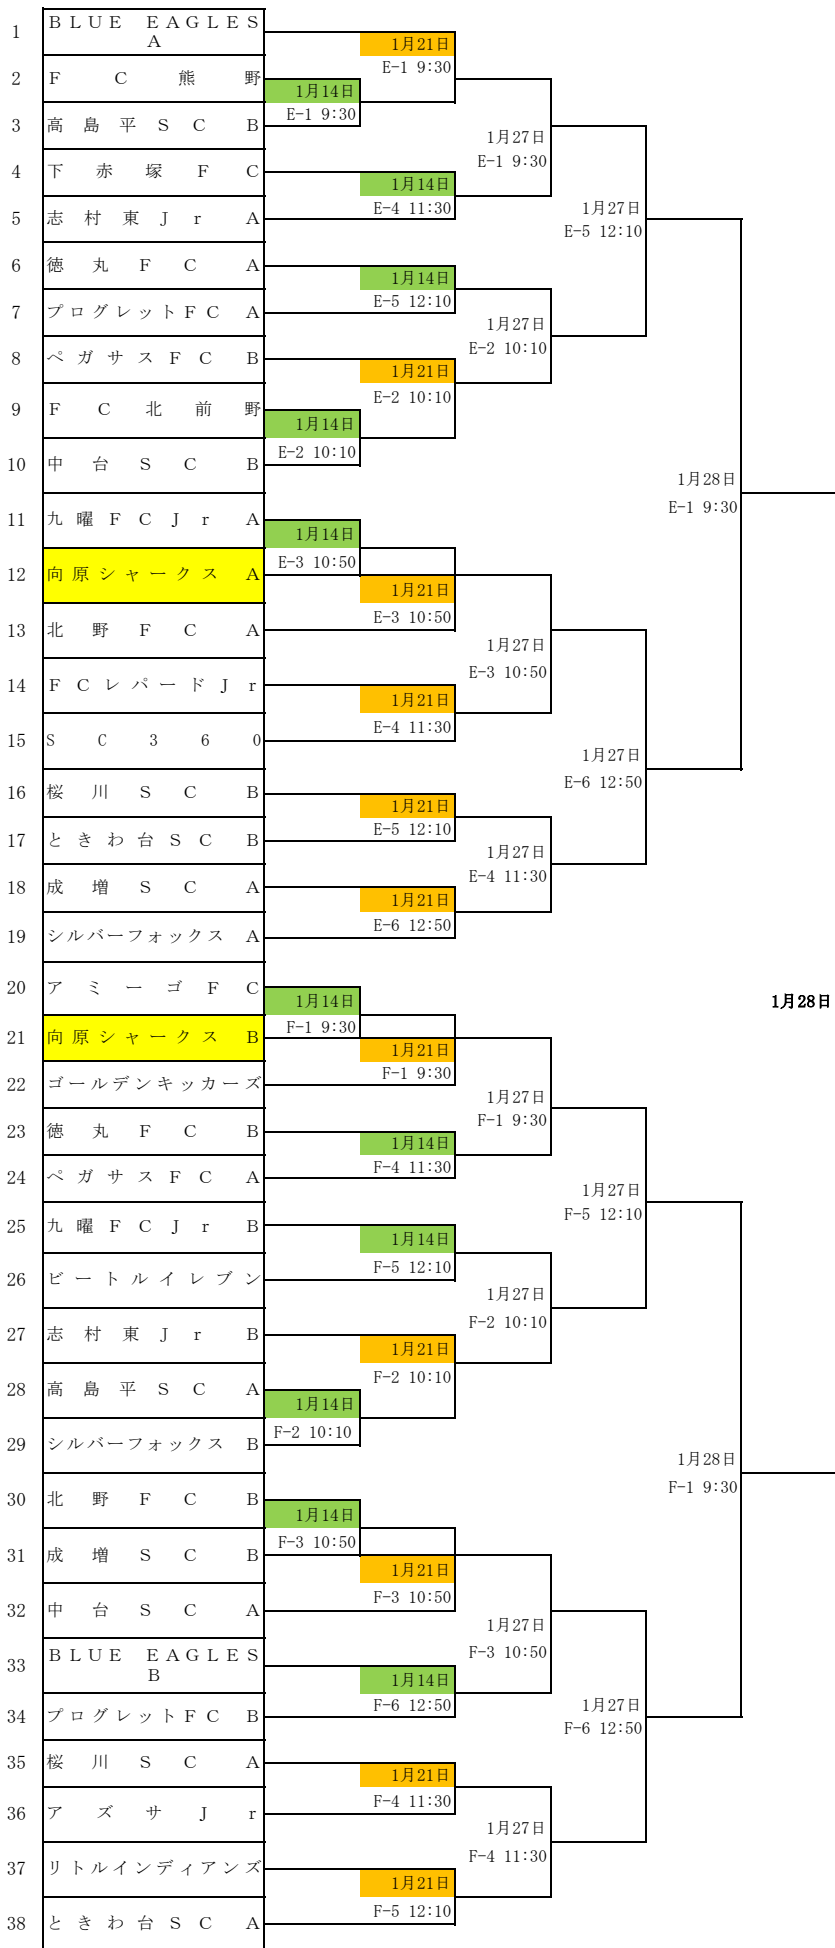 1 BLUE EAGLES
A
2 FC熊野
3 高島平SC B
4 下赤塚FC
5 志村東Jr A
6 徳丸FC A
7 プログレットFC A
8 ペガサスFC B
9 FC北前野
10 中台SC B
11 九曜FCJr A
12 向原シャークス A
13 北野FC A
14 FCレパードJr
15 SC360
16 桜川SC B
17 ときわ台SC B
18 成増SC A
19 シルバーフォックス A
20 アミーゴFC
21 向原シャークス B
22 ゴールデンキッカーズ
23 徳丸FC B
24 ペガサスFC A
25 九曜FCJr B
26 ビートルイレブン
27 志村東Jr B
28 高島平SC A
29 シルバーフォックス B
30 北野FC B
31 成増SC B
32 中台SC A
33 BLUE EAGLES
B
34 プログレットFC B
35 桜川SC A
36 アズサJr
37 リトルインディアンズ
38 ときわ台SC A
1月14日
E-1 9:30
1月14日
E-2 10:10
1月14日
E-3 10:50
1月14日
F-1 9:30
1月14日
F-2 10:10
1月14日
F-3 10:50
1月21日
E-1 9:30
1月14日
E-4 11:30
1月14日
E-5 12:10
1月21日
E-2 10:10
1月21日
E-3 10:50
1月21日
E-4 11:30
1月21日
E-5 12:10
1月21日
E-6 12:50
1月21日
F-1 9:30
1月14日
F-4 11:30
1月14日
F-5 12:10
1月21日
F-2 10:10
1月21日
F-3 10:50
1月14日
F-6 12:50
1月21日
F-4 11:30
1月21日
F-5 12:10
1月27日
E-1 9:30
1月27日
E-2 10:10
1月27日
E-3 10:50
1月27日
E-4 11:30
1月27日
F-1 9:30
1月27日
F-2 10:10
1月27日
F-3 10:50
1月27日
F-4 11:30
1月27日
E-5 12:10
1月27日
E-6 12:50
1月27日
F-5 12:10
1月27日
F-6 12:50
1月28日
E-1 9:30
1月28日
F-1 9:30
1月28日